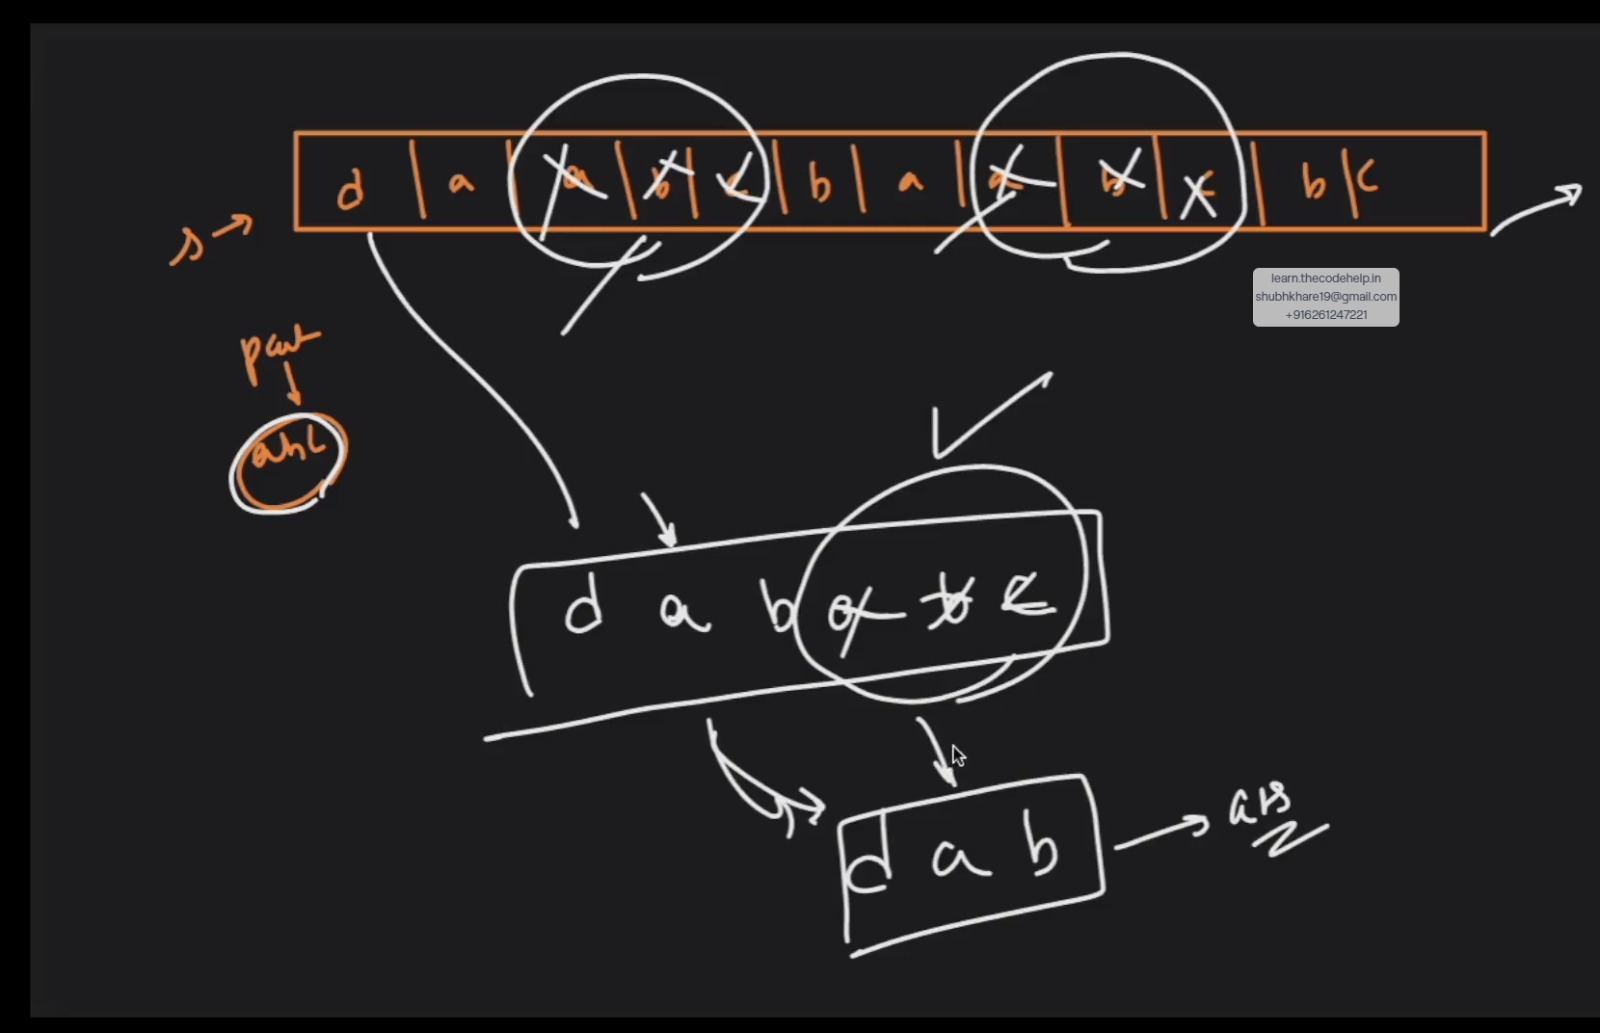 s → d | a | a | b | c | b | a | a | b | c | b | c
learn.thecodehelp.in
shubhkhare19@gmail.com
+916261247221
part
abc
d a b a b c
d a b → ans